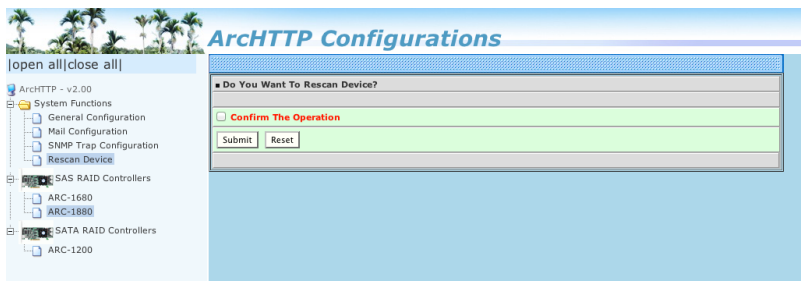 ArcHTTP Configurations
|open all|close all|
ArcHTTP - v2.00
System Functions
General Configuration
Mail Configuration
SNMP Trap Configuration
Rescan Device
SAS RAID Controllers
ARC-1680
ARC-1880
SATA RAID Controllers
ARC-1200
Do You Want To Rescan Device?
Confirm The Operation
Submit Reset